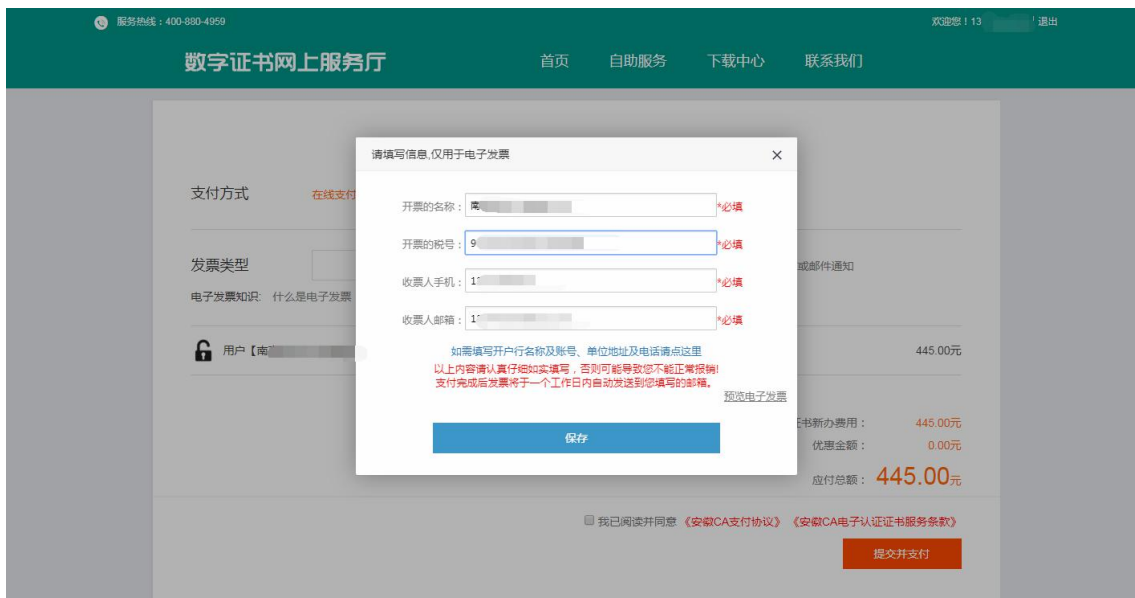 服务热线：400-880-4959
欢迎您！13 退出
数字证书网上服务厅
首页 自助服务 下载中心 联系我们
请填写信息,仅用于电子发票 ×
支付方式 在线支付
开票的名称： 南 *必填
开票的税号： 9 *必填
发票类型 或邮件通知
收票人手机： 1 *必填
电子发票知识: 什么是电子发票
收票人邮箱： 1 *必填
用户【南 445.00元
如需填写开户行名称及账号、单位地址及电话请点这里
以上内容请认真仔细如实填写，否则可能导致您不能正常报销!
支付完成后发票将于一个工作日内自动发送到您填写的邮箱。
预览电子发票
书新办费用： 445.00元
保存
优惠金额： 0.00元
应付总额： 445.00元
我已阅读并同意 《安徽CA支付协议》 《安徽CA电子认证证书服务条款》
提交并支付